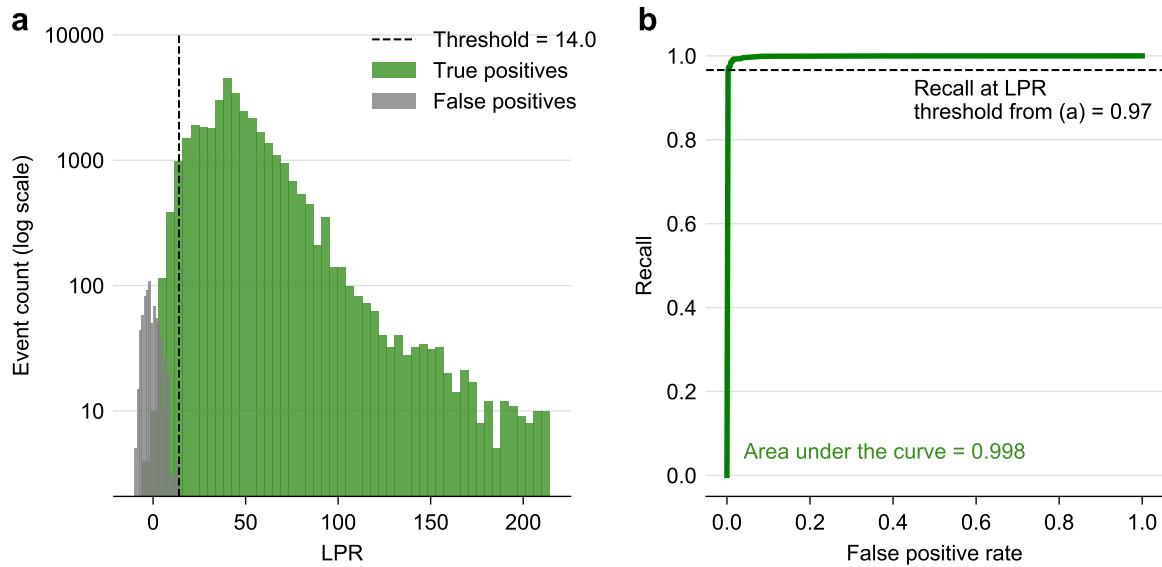 a
10000
1000
100
10
Event count (log scale)
Threshold = 14.0
True positives
False positives
0
50
100
150
200
LPR
b
1.0
0.8
0.6
0.4
0.2
0.0
Recall
Recall at LPR
threshold from (a) = 0.97
Area under the curve = 0.998
0.0
0.2
0.4
0.6
0.8
1.0
False positive rate